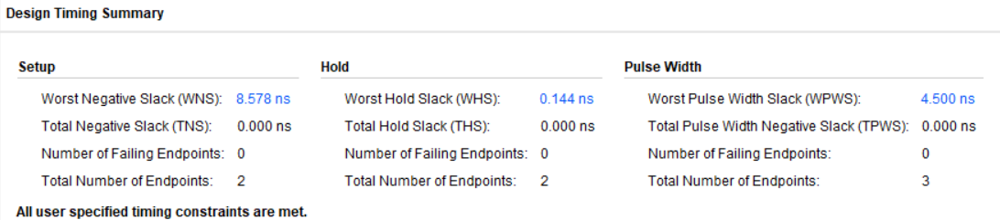 Design Timing Summary
Setup
Worst Negative Slack (WNS): 8.578 ns
Total Negative Slack (TNS): 0.000 ns
Number of Failing Endpoints: 0
Total Number of Endpoints: 2
Hold
Worst Hold Slack (WHS): 0.144 ns
Total Hold Slack (THS): 0.000 ns
Number of Failing Endpoints: 0
Total Number of Endpoints: 2
Pulse Width
Worst Pulse Width Slack (WPWS): 4.500 ns
Total Pulse Width Negative Slack (TPWS): 0.000 ns
Number of Failing Endpoints: 0
Total Number of Endpoints: 3
All user specified timing constraints are met.